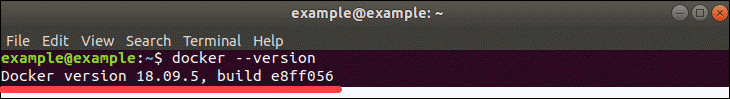 example@example: ~
File Edit View Search Terminal Help
example@example:~$ docker --version
Docker version 18.09.5, build e8ff056